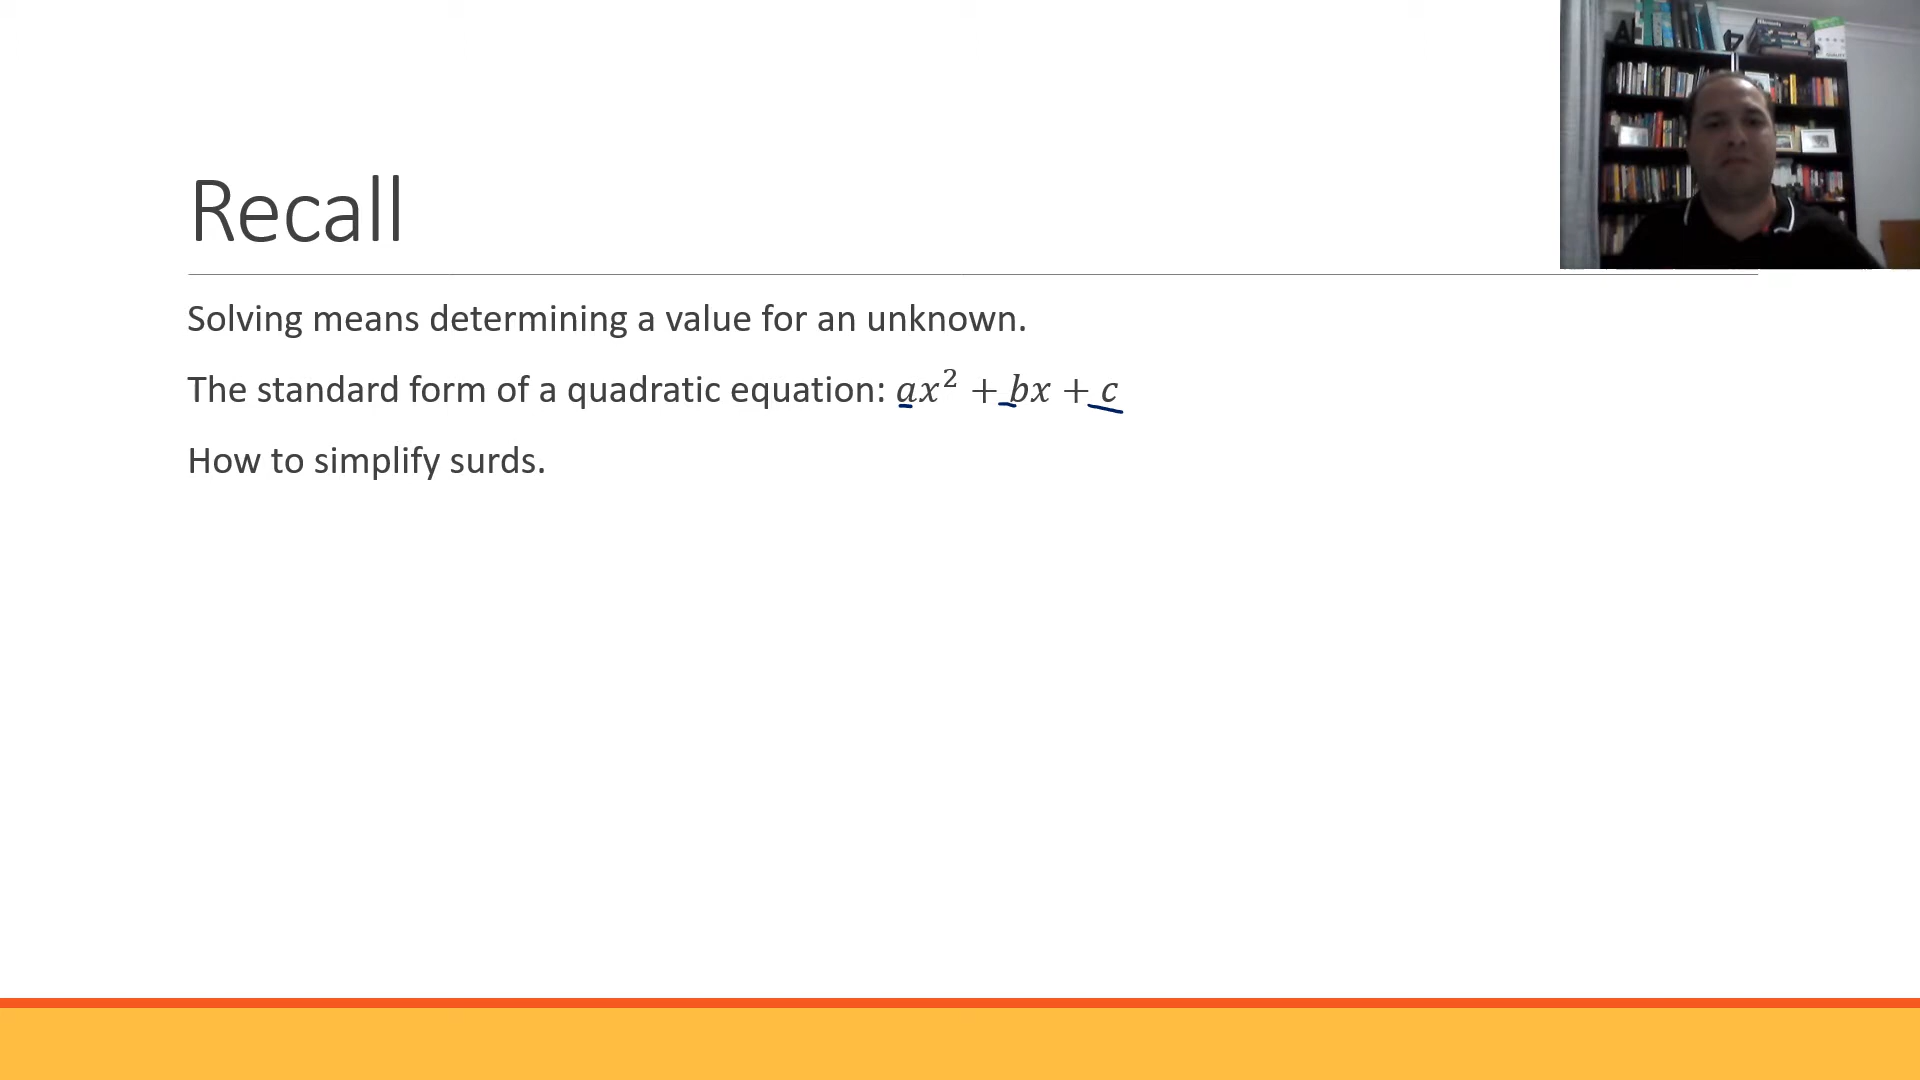 Recall
Solving means determining a value for an unknown.
The standard form of a quadratic equation: 𝑎𝑥² + 𝑏𝑥 + 𝑐
How to simplify surds.